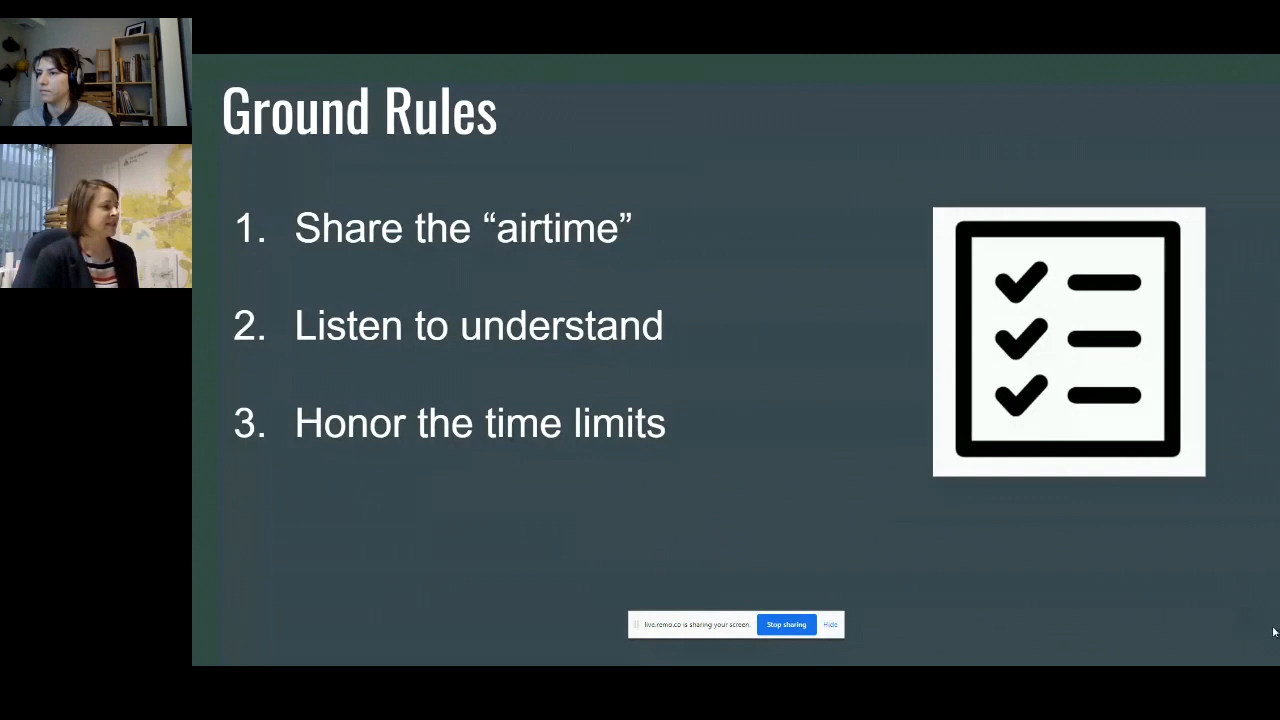 Ground Rules
1. Share the “airtime”
2. Listen to understand
3. Honor the time limits
live.remo.co is sharing your screen. Stop sharing Hide